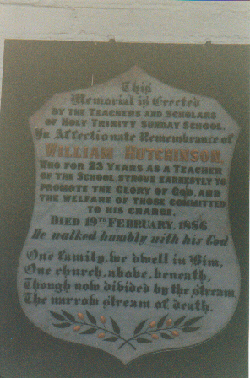 This
Memorial is Erected
BY THE TEACHERS AND SCHOLARS
OF HOLY TRINITY SUNDAY SCHOOL,
In Affectionate Remembrance of
WILLIAM HUTCHINSON,
WHO FOR 23 YEARS AS A TEACHER
OF THE SCHOOL STROVE EARNESTLY TO
PROMOTE THE GLORY OF GOD, AND
THE WELFARE OF THOSE COMMITTED
TO HIS CHARGE.
DIED 19TH FEBRUARY, 1886
He walked humbly with his God
One family, we dwell in Him,
One church, above, beneath,
Though now divided by the stream
The narrow stream of death.